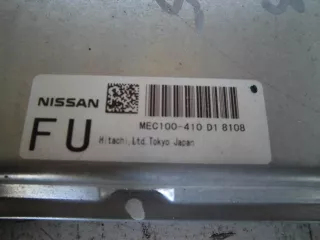 NISSAN
MEC100-410 D1 8108
FU
Hitachi,Ltd.Tokyo Japan